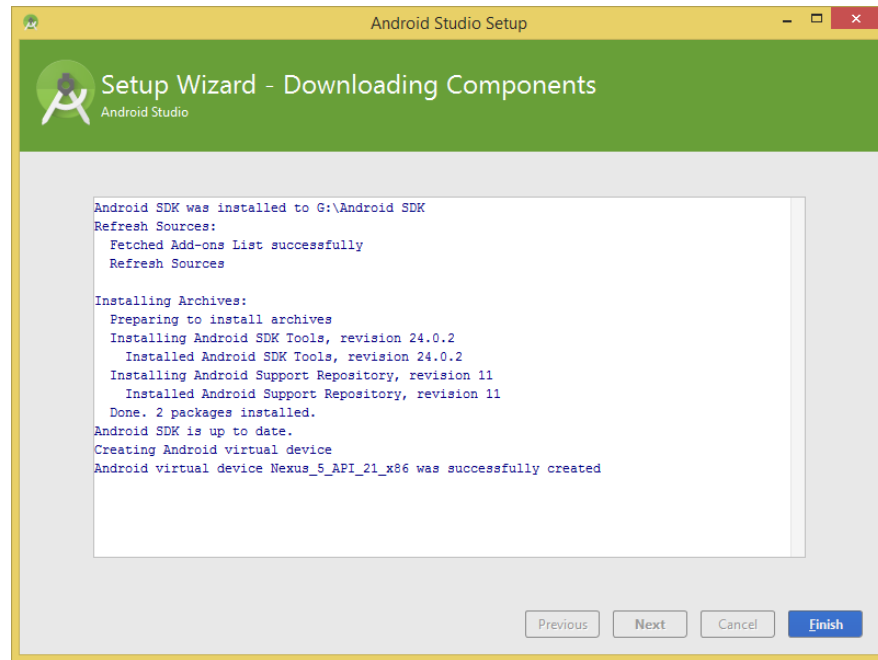 Android Studio Setup
Setup Wizard - Downloading Components
Android Studio
Android SDK was installed to G:\Android SDK
Refresh Sources:
  Fetched Add-ons List successfully
  Refresh Sources
Installing Archives:
  Preparing to install archives
  Installing Android SDK Tools, revision 24.0.2
    Installed Android SDK Tools, revision 24.0.2
  Installing Android Support Repository, revision 11
    Installed Android Support Repository, revision 11
  Done. 2 packages installed.
Android SDK is up to date.
Creating Android virtual device
Android virtual device Nexus_5_API_21_x86 was successfully created
Previous Next Cancel Finish